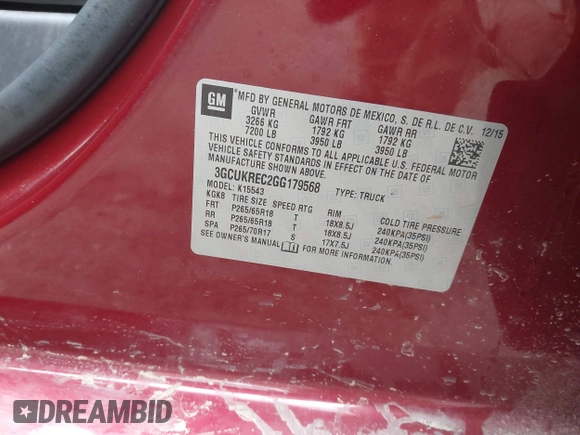 GM
MFD BY GENERAL MOTORS DE MEXICO, S. DE R.L. DE C.V. 12/15
GVWR GAWR FRT GAWR RR
3266 KG 1792 KG 1792 KG
7200 LB 3950 LB 3950 LB
THIS VEHICLE CONFORMS TO ALL APPLICABLE U.S. FEDERAL MOTOR
VEHICLE SAFETY STANDARDS IN EFFECT ON THE DATE OF
MANUFACTURE SHOWN ABOVE.
3GCUKREC2GG179568 TYPE: TRUCK
MODEL: K15543
KGK8 TIRE SIZE SPEED RTG RIM COLD TIRE PRESSURE
FRT P265/65R18 T 18X8.5J 240KPA(35PSI)
RR P265/65R18 T 18X8.5J 240KPA(35PSI)
SPA P265/70R17 S 17X7.5J 240KPA(35PSI)
SEE OWNER'S MANUAL FOR MORE INFORMATION.
DREAMBID